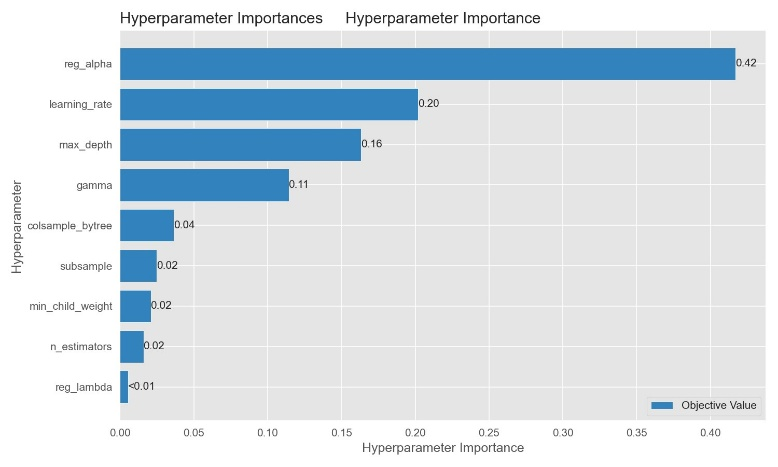 Hyperparameter Importances Hyperparameter Importance
reg_alpha 0.42
learning_rate 0.20
max_depth 0.16
gamma 0.11
colsample_bytree 0.04
subsample 0.02
min_child_weight 0.02
n_estimators 0.02
reg_lambda <0.01
Hyperparameter
Objective Value
0.00 0.05 0.10 0.15 0.20 0.25 0.30 0.35 0.40
Hyperparameter Importance